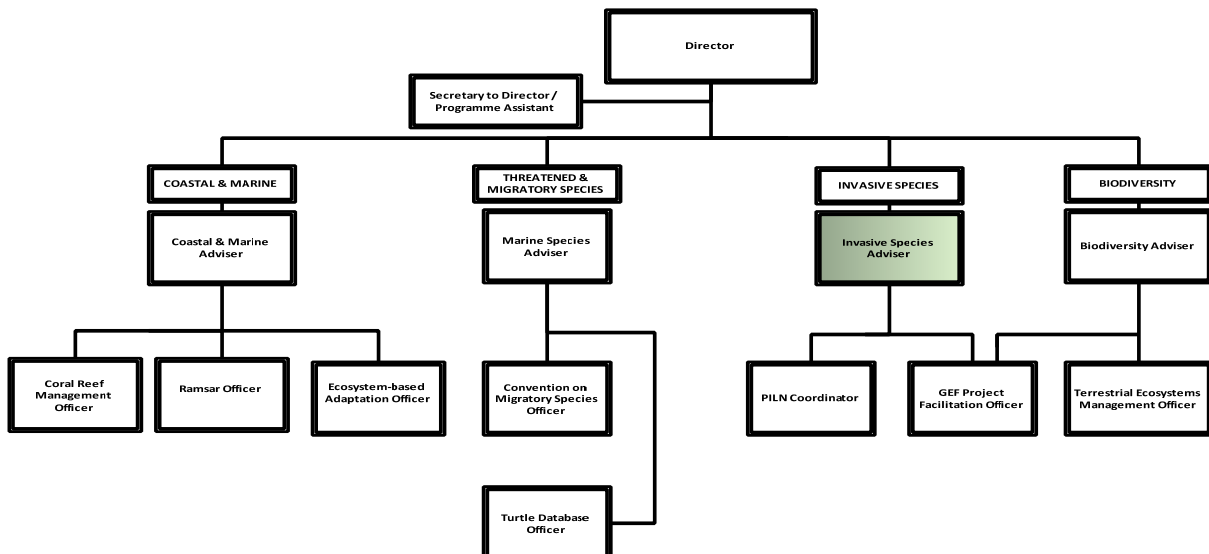 Director
Secretary to Director /
Programme Assistant
COASTAL & MARINE
THREATENED &
MIGRATORY SPECIES
INVASIVE SPECIES
BIODIVERSITY
Coastal & Marine
Adviser
Marine Species
Adviser
Invasive Species
Adviser
Biodiversity Adviser
Coral Reef
Management
Officer
Ramsar Officer
Ecosystem-based
Adaptation Officer
Convention on
Migratory Species
Officer
PILN Coordinator
GEF Project
Facilitation Officer
Terrestrial Ecosystems
Management Officer
Turtle Database
Officer